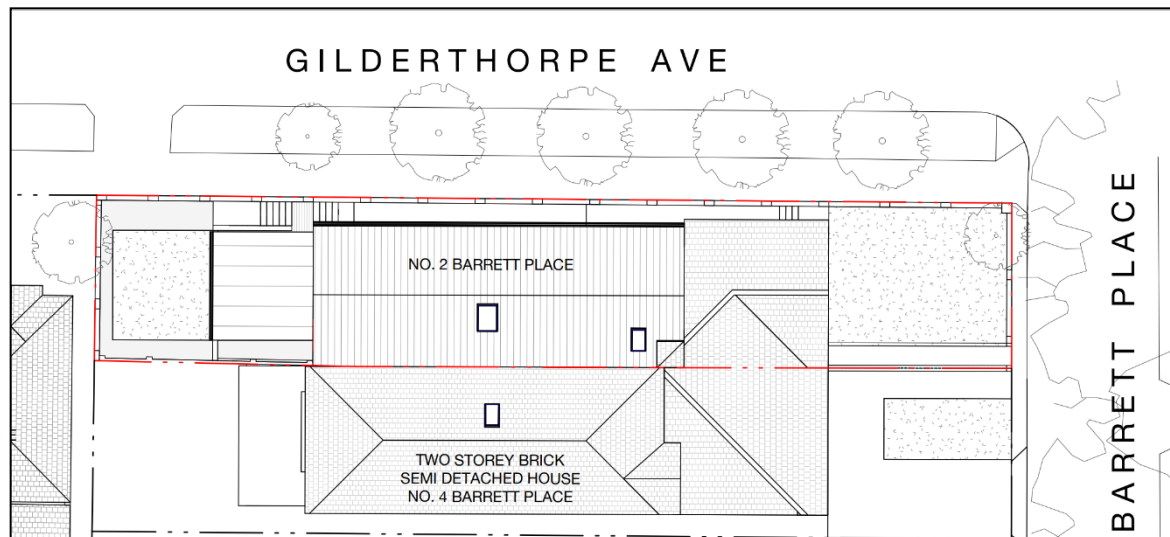 GILDERTHORPE AVE
BARRETT PLACE
NO. 2 BARRETT PLACE
TWO STOREY BRICK
SEMI DETACHED HOUSE
NO. 4 BARRETT PLACE